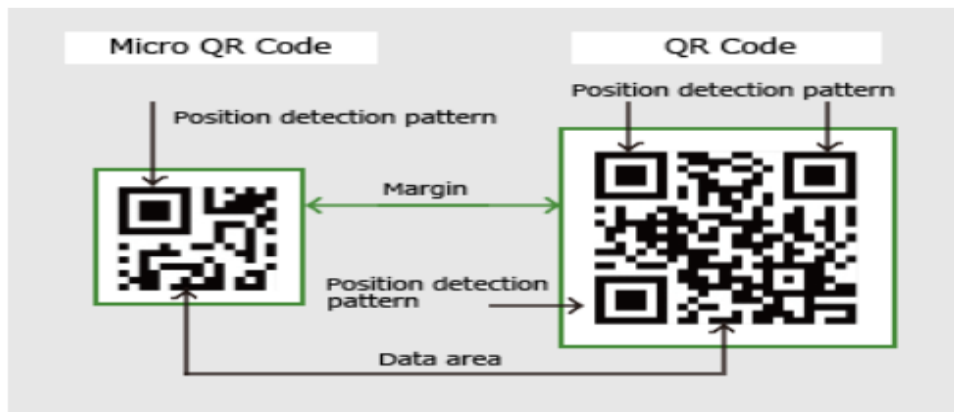 Micro QR Code
QR Code
Position detection pattern
Position detection pattern
Margin
Position detection
pattern
Data area